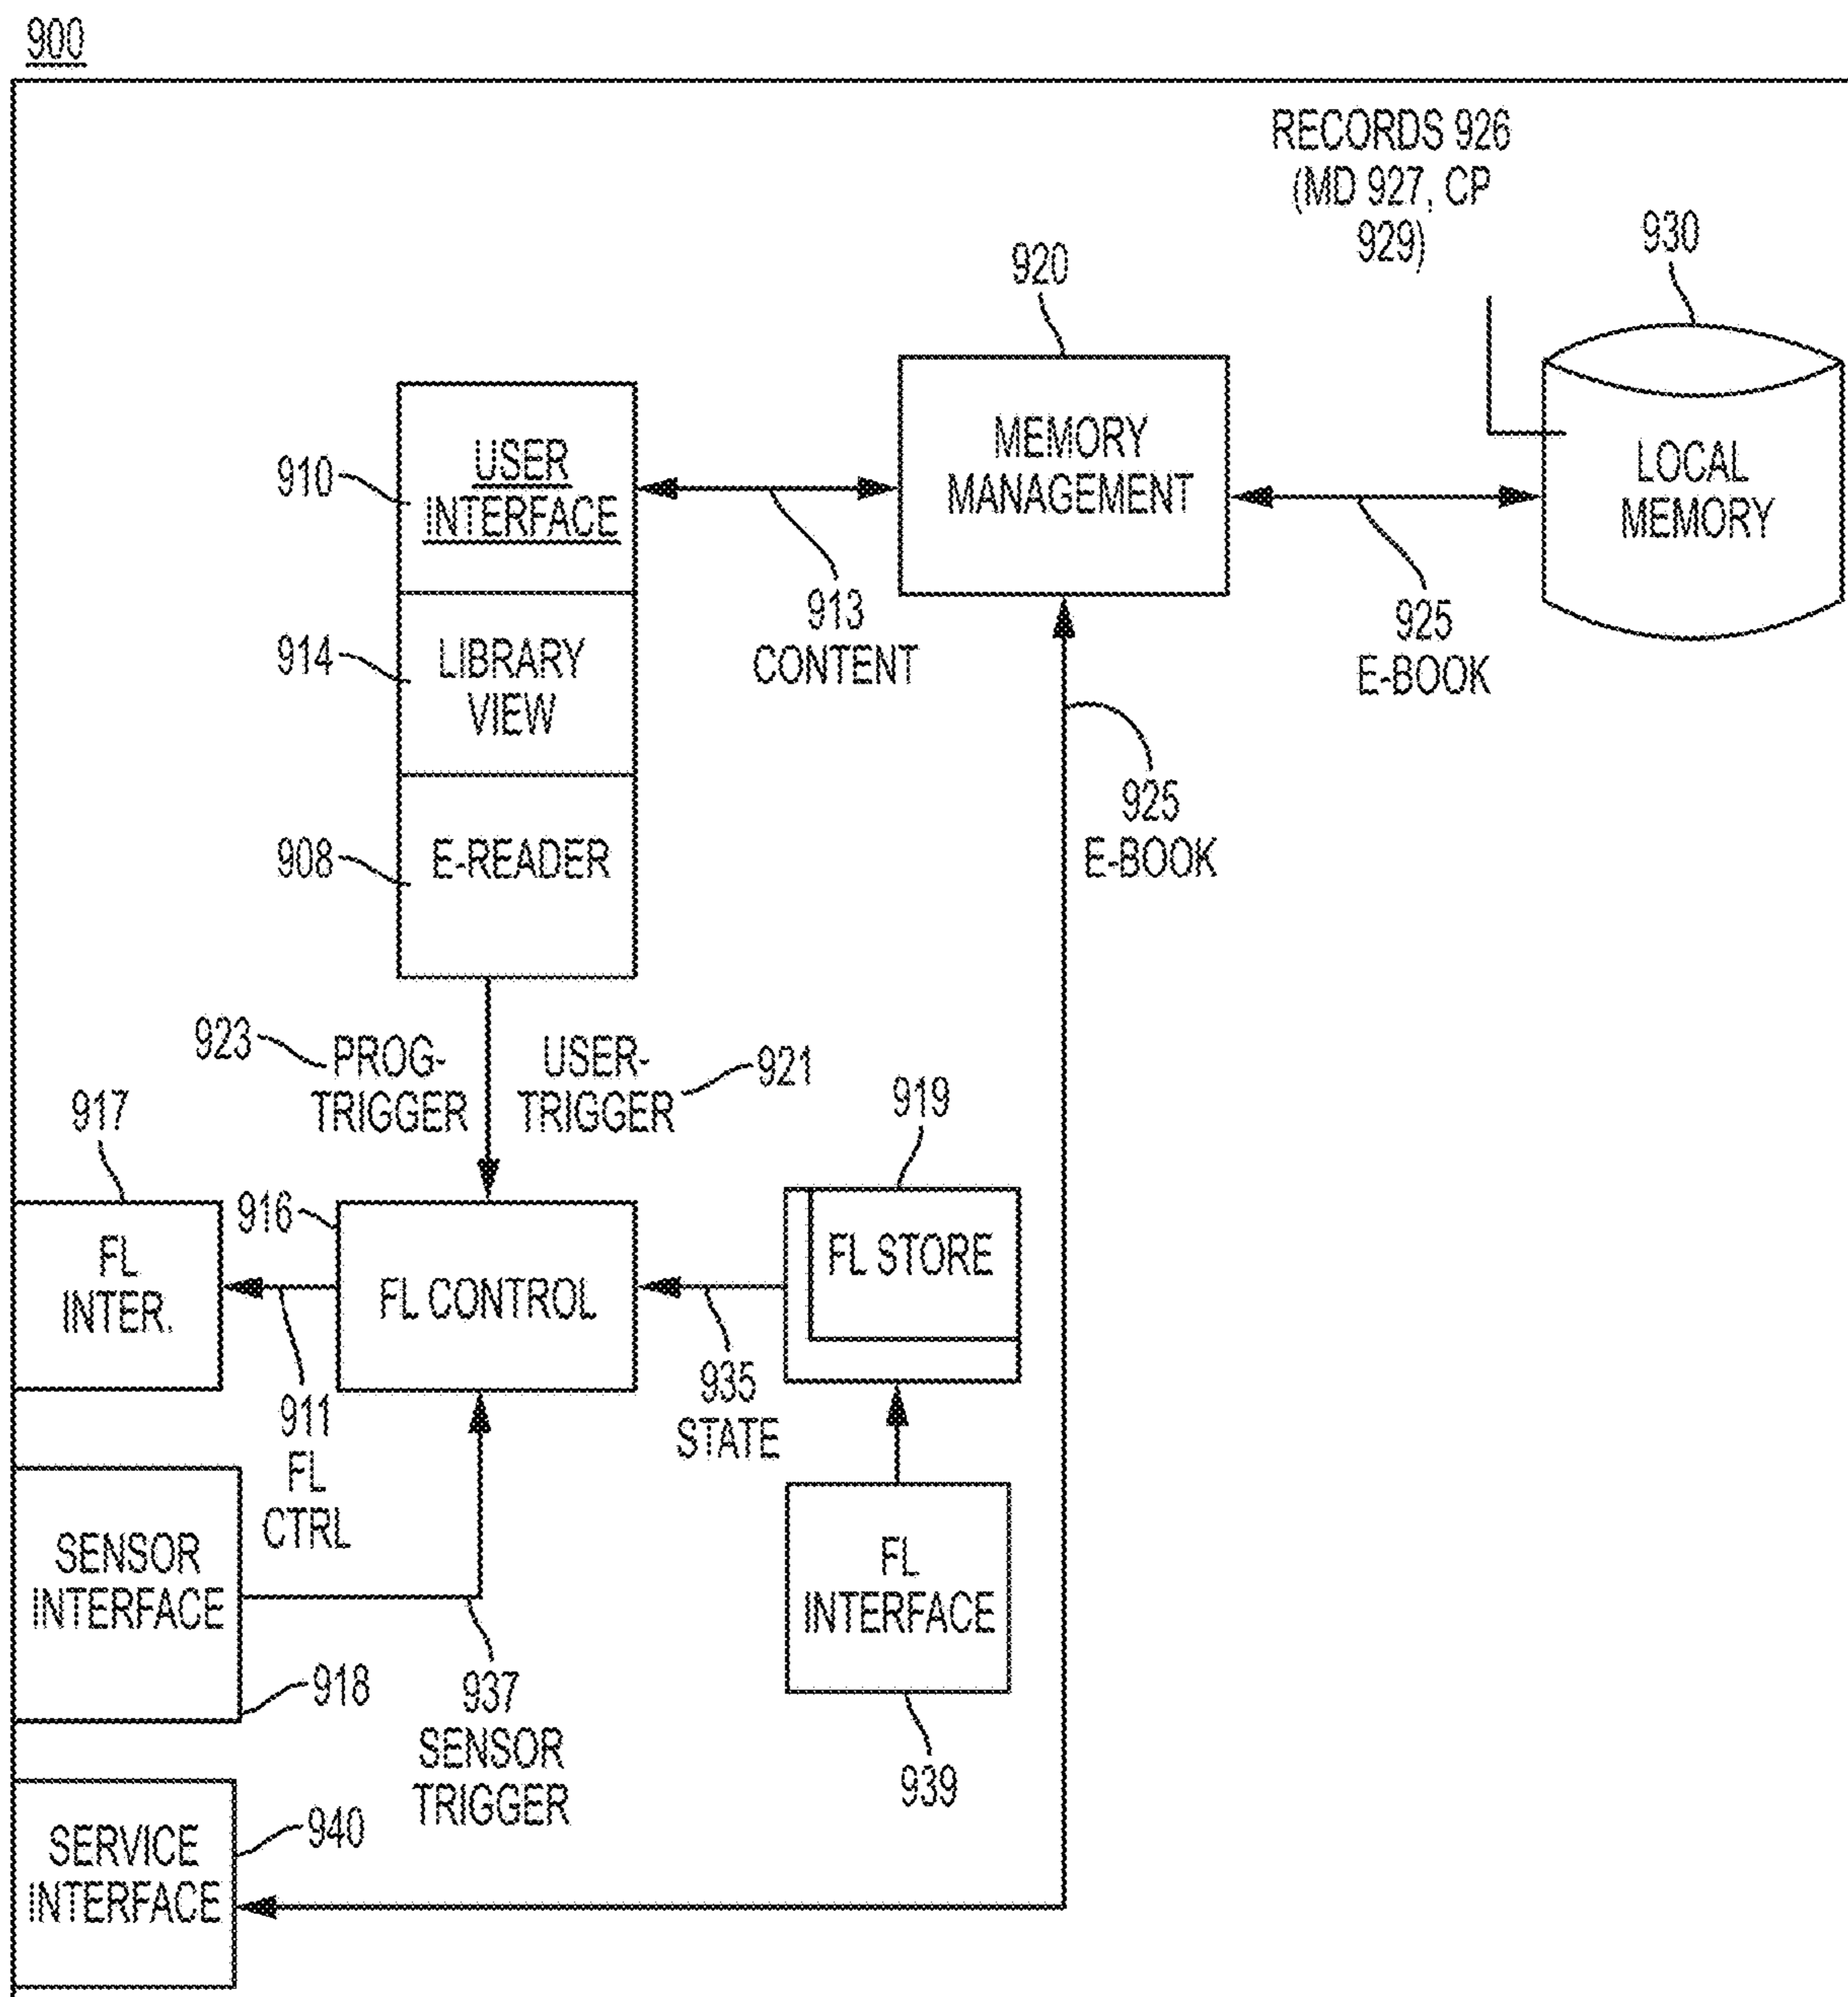 900
RECORDS 926
(MD 927, CP
929)
930
920
910
USER
INTERFACE
MEMORY
MANAGEMENT
LOCAL
MEMORY
913
CONTENT
925
E-BOOK
914
LIBRARY
VIEW
925
E-BOOK
908
E-READER
923
PROG-
TRIGGER
USER-
TRIGGER
921
917
916
919
FL
INTER.
FL CONTROL
FL STORE
911
FL
CTRL
935
STATE
SENSOR
INTERFACE
918
937
SENSOR
TRIGGER
FL
INTERFACE
939
SERVICE
INTERFACE
940